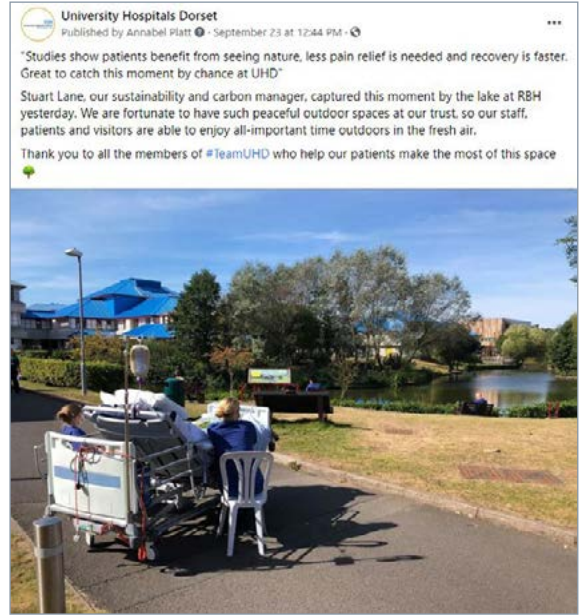 University Hospitals Dorset
Published by Annabel Platt · September 23 at 12:44 PM ·
"Studies show patients benefit from seeing nature, less pain relief is needed and recovery is faster.
Great to catch this moment by chance at UHD"
Stuart Lane, our sustainability and carbon manager, captured this moment by the lake at RBH
yesterday. We are fortunate to have such peaceful outdoor spaces at our trust, so our staff,
patients and visitors are able to enjoy all-important time outdoors in the fresh air.
Thank you to all the members of #TeamUHD who help our patients make the most of this space